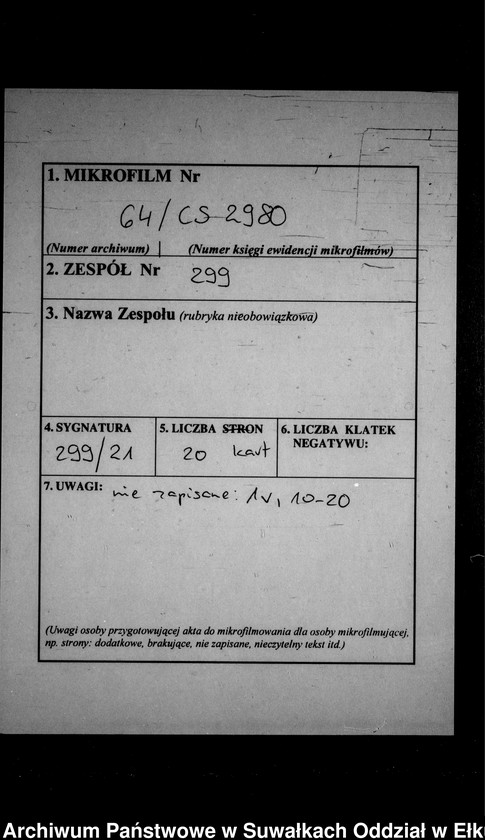 1. MIKROFILM Nr
64/CS-2980
(Numer archiwum) (Numer księgi ewidencji mikrofilmów)
2. ZESPÓŁ Nr 299
3. Nazwa Zespołu (rubryka nieobowiązkowa)
4. SYGNATURA
299/21
5. LICZBA STRON
20 kart
6. LICZBA KLATEK
NEGATYWU:
7. UWAGI: nie zapisane: 1v, 10-20
(Uwagi osoby przygotowującej akta do mikrofilmowania dla osoby mikrofilmującej,
np. strony: dodatkowe, brakujące, nie zapisane, nieczytelny tekst itd.)
Archiwum Państwowe w Suwałkach Oddział w Ełk